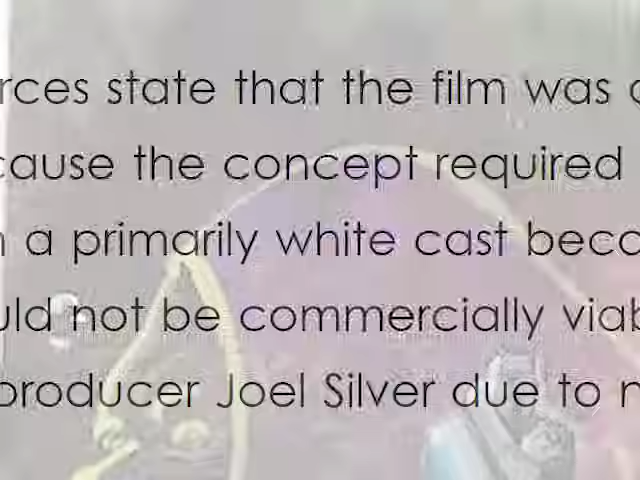 rces state that the film was
cause the concept required
a primarily white cast beca
uld not be commercially viab
producer Joel Silver due to